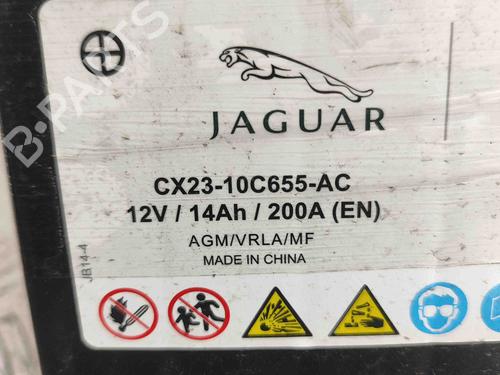 B-PARTS
JAGUAR
CX23-10C655-AC
12V / 14Ah / 200A (EN)
AGM/VRLA/MF
MADE IN CHINA
JB14-4